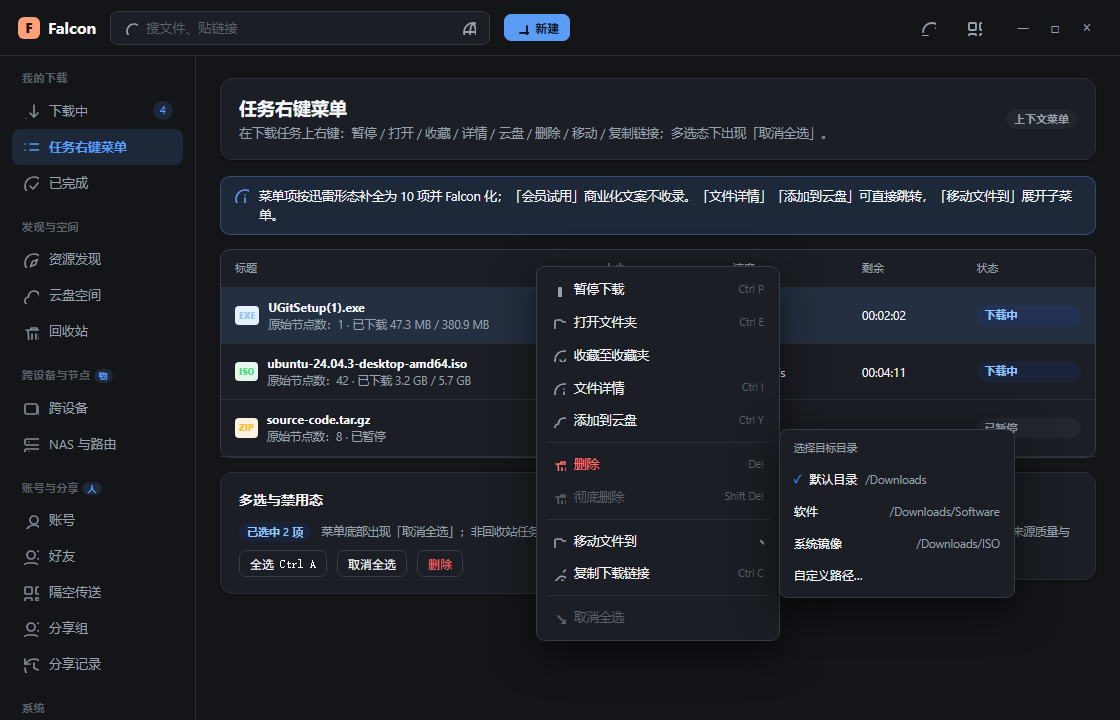 F Falcon
搜文件、贴链接
新建
我的下载
下载中 4
任务右键菜单
已完成
发现与空间
资源发现
云盘空间
回收站
跨设备与节点 物
跨设备
NAS 与路由
账号与分享 人
账号
好友
隔空传送
分享组
分享记录
系统
任务右键菜单
在下载任务上右键：暂停 / 打开 / 收藏 / 详情 / 云盘 / 删除 / 移动 / 复制链接；多选态下出现「取消全选」。
上下文菜单
菜单项按迅雷形态补全为 10 项并 Falcon 化；「会员试用」商业化文案不收录。「文件详情」「添加到云盘」可直接跳转，「移动文件到」展开子菜
单。
标题 剩余 状态
EXE UGitSetup(1).exe
原始节点数：1 · 已下载 47.3 MB / 380.9 MB
00:02:02 下载中
ISO ubuntu-24.04.3-desktop-amd64.iso
原始节点数：42 · 已下载 3.2 GB / 5.7 GB
00:04:11 下载中
ZIP source-code.tar.gz
原始节点数：8 · 已暂停
已暂停
多选与禁用态
已选中 2 项 菜单底部出现「取消全选」；非回收站任务
来源质量与
全选 Ctrl A 取消全选 删除
暂停下载 Ctrl P
打开文件夹 Ctrl E
收藏至收藏夹
文件详情 Ctrl I
添加到云盘 Ctrl Y
删除 Del
彻底删除 Shift Del
移动文件到
复制下载链接 Ctrl C
取消全选
选择目标目录
✓ 默认目录 /Downloads
软件 /Downloads/Software
系统镜像 /Downloads/ISO
自定义路径...